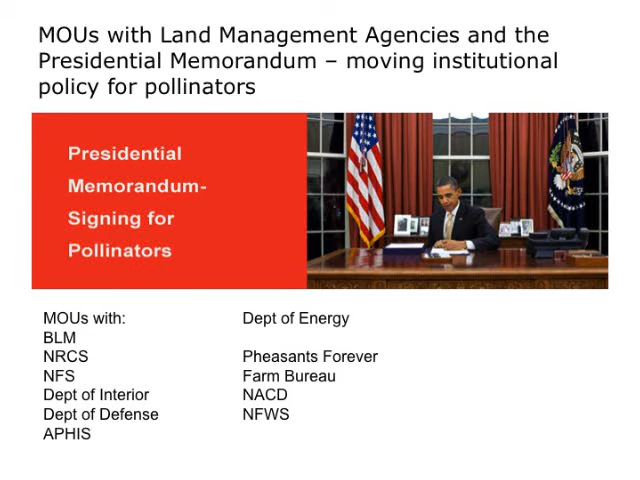 MOUs with Land Management Agencies and the
Presidential Memorandum – moving institutional
policy for pollinators
Presidential
Memorandum-
Signing for
Pollinators
MOUs with:
BLM
NRCS
NFS
Dept of Interior
Dept of Defense
APHIS
Dept of Energy
Pheasants Forever
Farm Bureau
NACD
NFWS